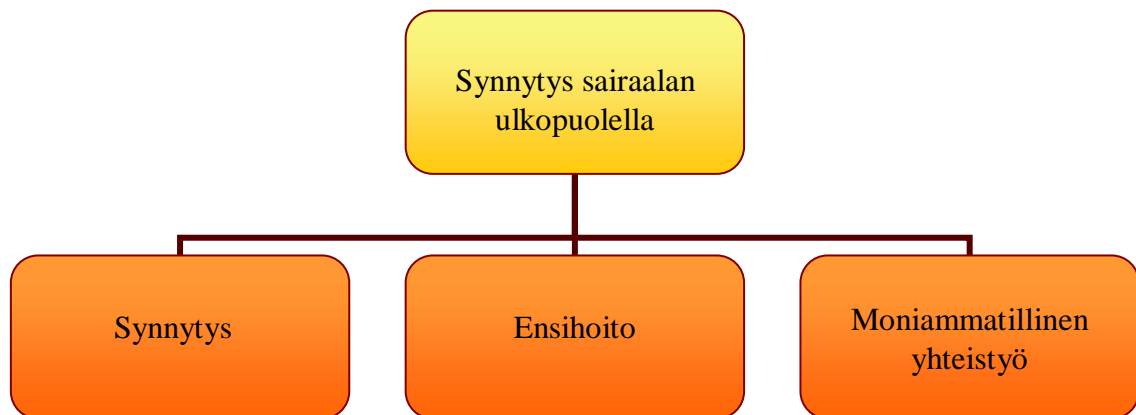 Synnytys sairaalan
ulkopuolella
Synnytys
Ensihoito
Moniammatillinen
yhteistyö